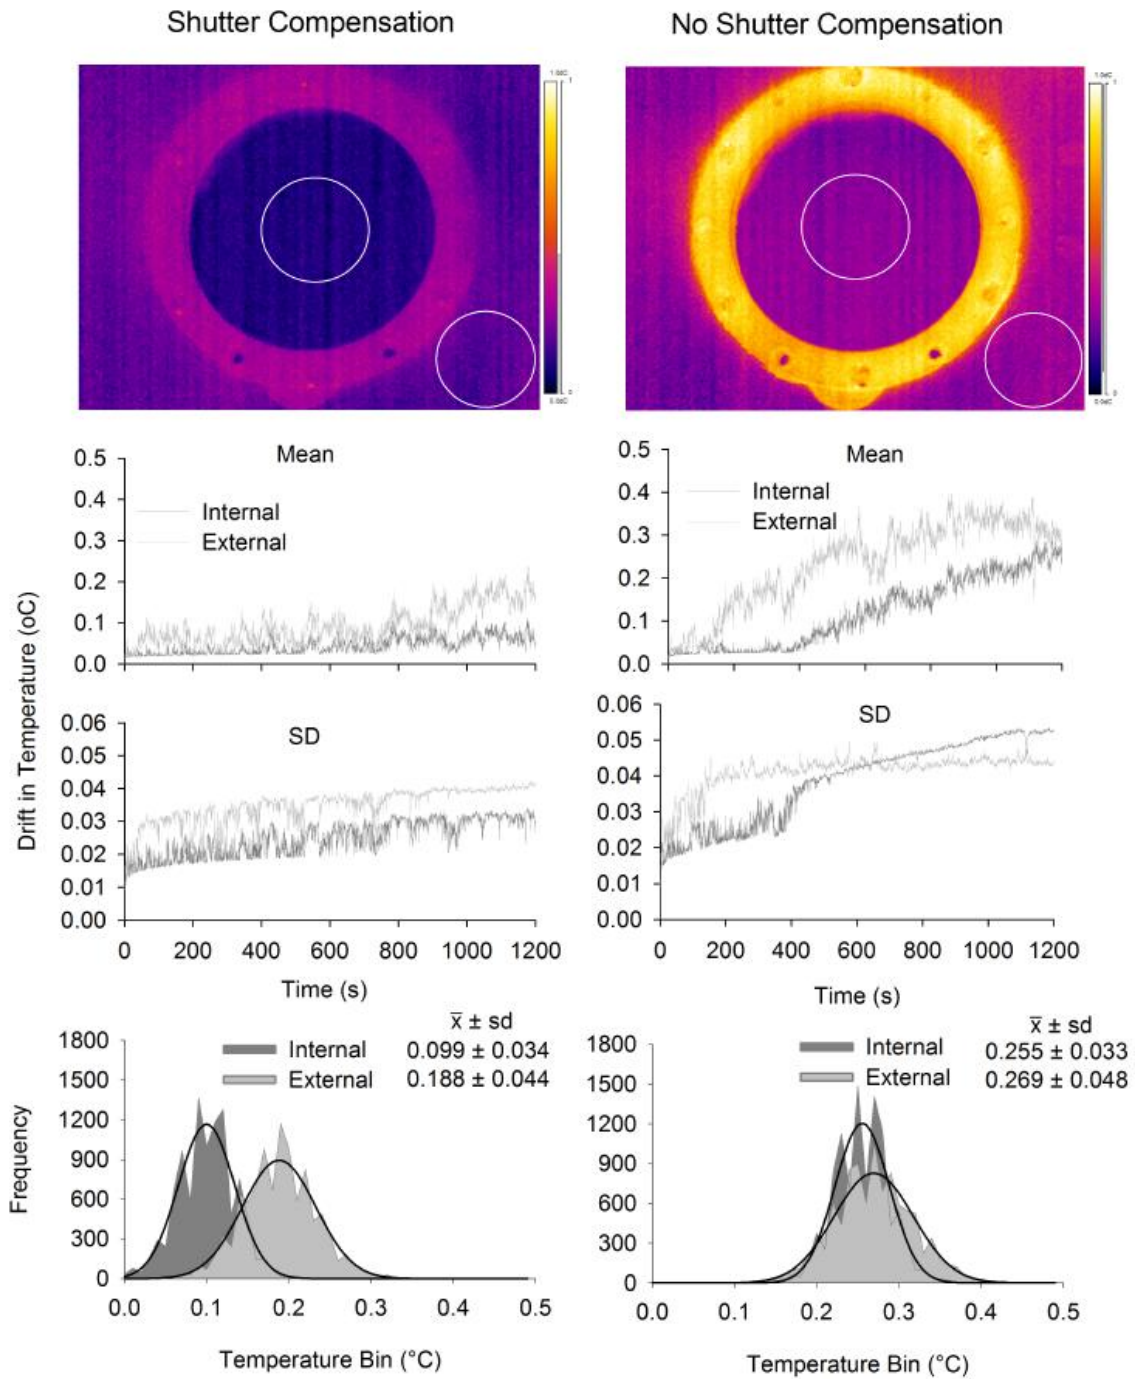 Shutter Compensation
No Shutter Compensation
1
0
1
0
Mean
0.5
0.4
0.3
0.2
0.1
0.0
Internal
External
Mean
0.5
0.4
0.3
0.2
0.1
0.0
Internal
External
Drift in Temperature (oC)
SD
0.06
0.05
0.04
0.03
0.02
0.01
0.00
0 200 400 600 800 1000 1200
Time (s)
SD
0.06
0.05
0.04
0.03
0.02
0.01
0.00
0 200 400 600 800 1000 1200
Time (s)
x̅ ± sd
Internal 0.099 ± 0.034
External 0.188 ± 0.044
Frequency
1800
1500
1200
900
600
300
0
0.0 0.1 0.2 0.3 0.4 0.5
Temperature Bin (°C)
x̅ ± sd
Internal 0.255 ± 0.033
External 0.269 ± 0.048
1800
1500
1200
900
600
300
0
0.0 0.1 0.2 0.3 0.4 0.5
Temperature Bin (°C)